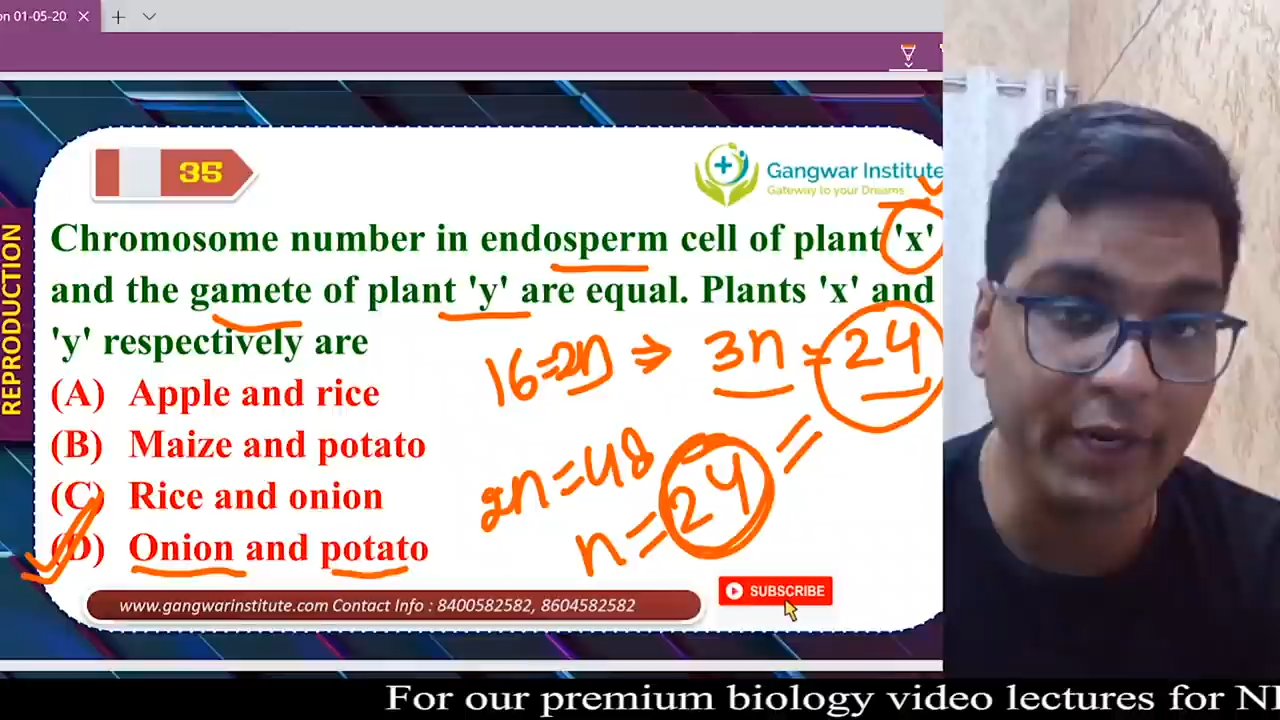 on 01-05-20
35
Gangwar Institute
Gateway to your Dreams
REPRODUCTION
Chromosome number in endosperm cell of plant 'x'
and the gamete of plant 'y' are equal. Plants 'x' and
'y' respectively are
16=2n ⇒ 3n = 24
(A) Apple and rice
(B) Maize and potato
2n=48
(C) Rice and onion
n=24 =
(D) Onion and potato
www.gangwarinstitute.com Contact Info : 8400582582, 8604582582
SUBSCRIBE
For our premium biology video lectures for